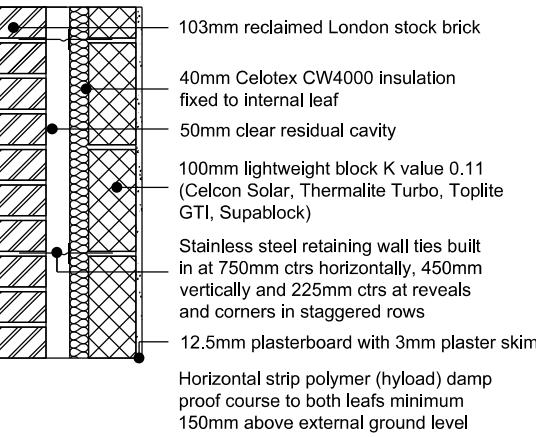 103mm reclaimed London stock brick
40mm Celotex CW4000 insulation
fixed to internal leaf
50mm clear residual cavity
100mm lightweight block K value 0.11
(Celcon Solar, Thermalite Turbo, Toplite
GTI, Supablock)
Stainless steel retaining wall ties built
in at 750mm ctrs horizontally, 450mm
vertically and 225mm ctrs at reveals
and corners in staggered rows
12.5mm plasterboard with 3mm plaster skim
Horizontal strip polymer (hyload) damp
proof course to both leafs minimum
150mm above external ground level